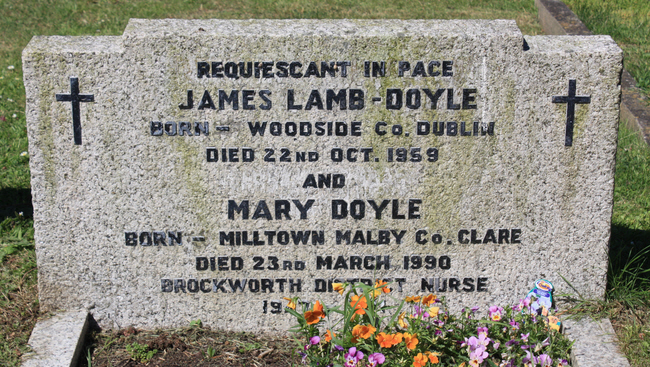 REQUIESCANT IN PACE
JAMES LAMB-DOYLE
BORN - WOODSIDE Co. DUBLIN
DIED 22ND OCT. 1959
AND
MARY DOYLE
BORN - MILLTOWN MALBY Co. CLARE
DIED 23RD MARCH 1990
BROCKWORTH DISTRICT NURSE